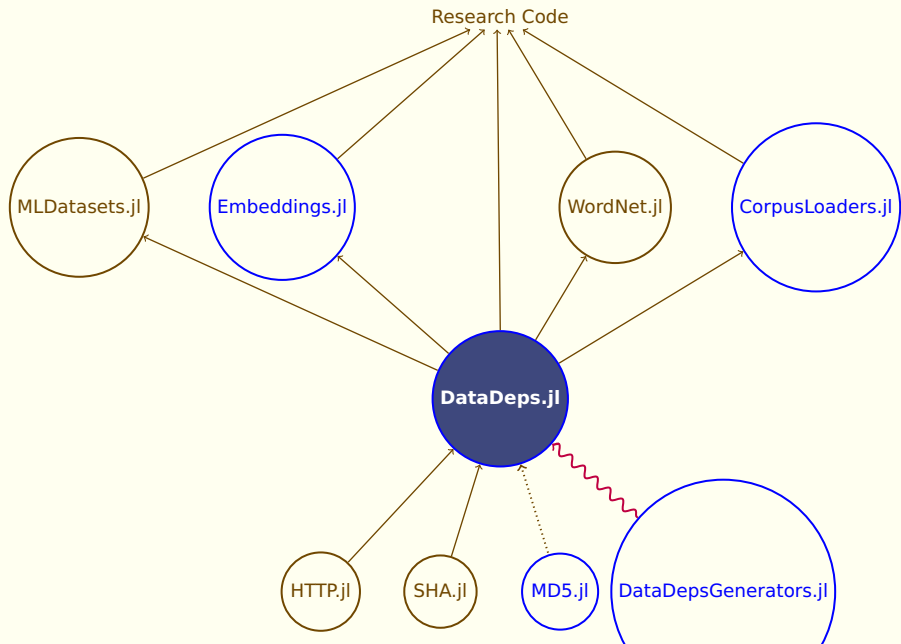 Research Code
MLDatasets.jl
Embeddings.jl
WordNet.jl
CorpusLoaders.jl
DataDeps.jl
HTTP.jl
SHA.jl
MD5.jl
DataDepsGenerators.jl